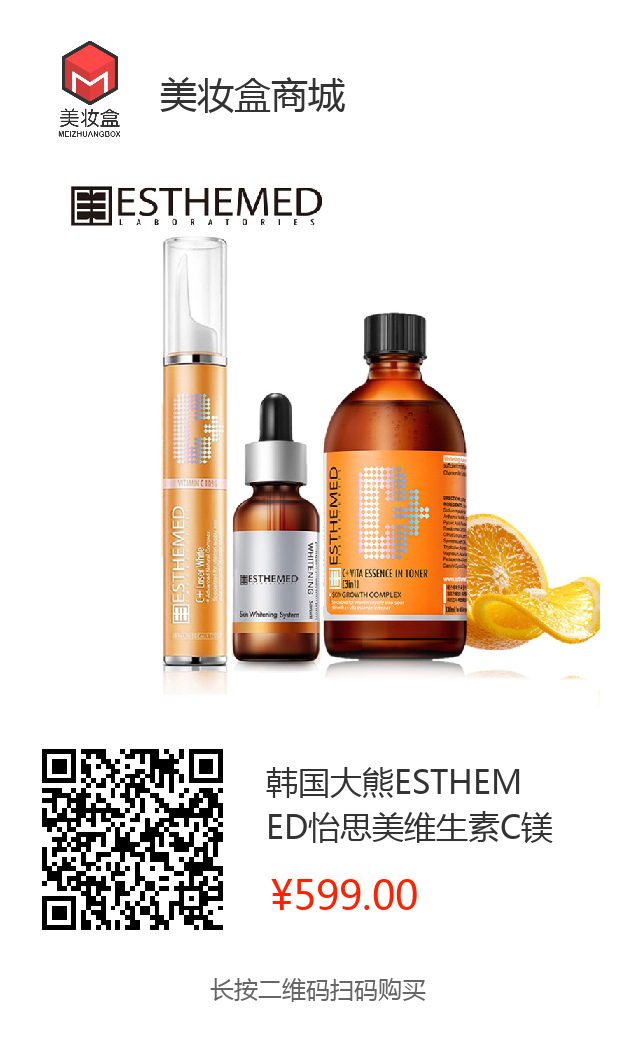 美妆盒
MEIZHUANGBOX
美妆盒商城
ESTHEMED
LABORATORIES
VITAMIN C
ESTHEMED
C+ Laser White
ESTHEMED
WHITENING
Skin Whitening System
ESTHEMED
C+ VITA ESSENCE IN TONER
[3in1]
SKIN GROWTH COMPLEX
韩国大熊ESTHEM
ED怡思美维生素C镁
¥599.00
长按二维码扫码购买